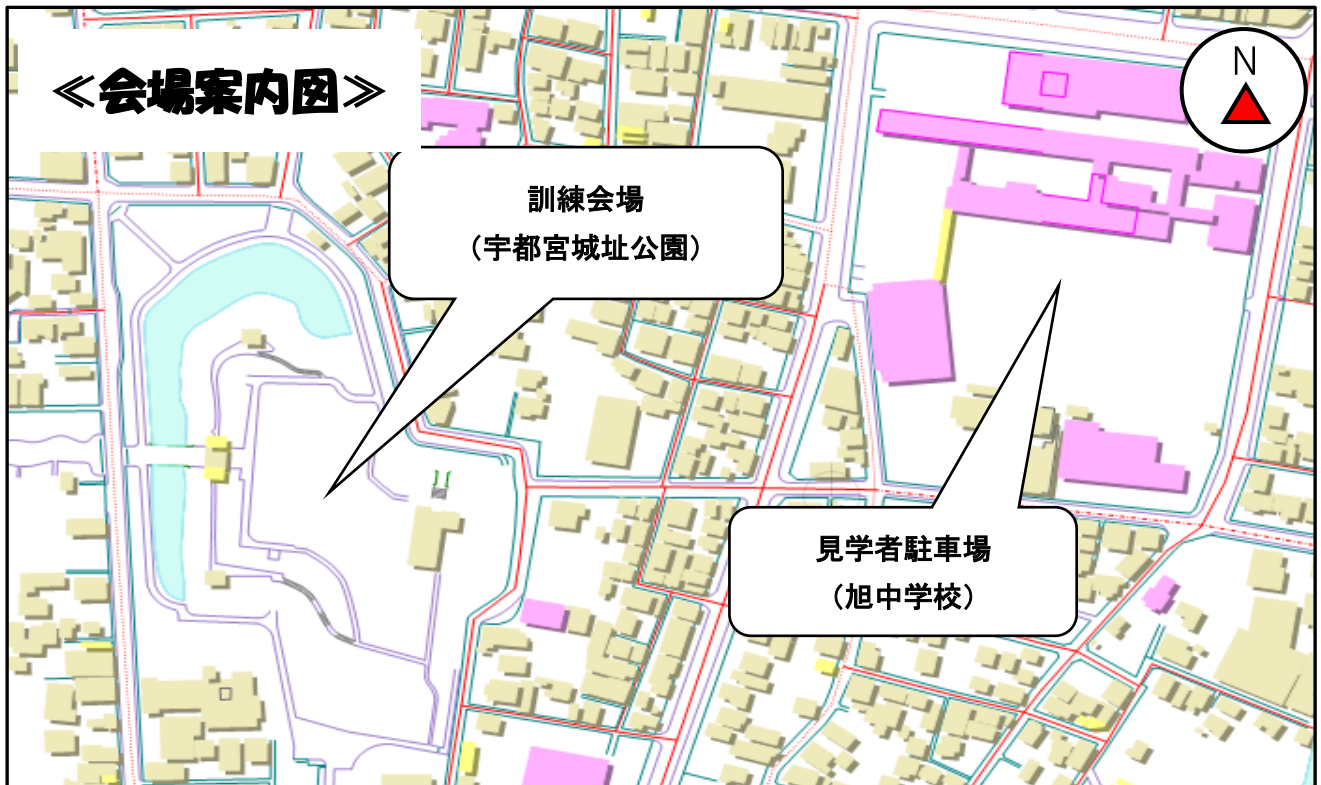 ≪会場案内図≫
N
訓練会場
（宇都宮城址公園）
見学者駐車場
（旭中学校）